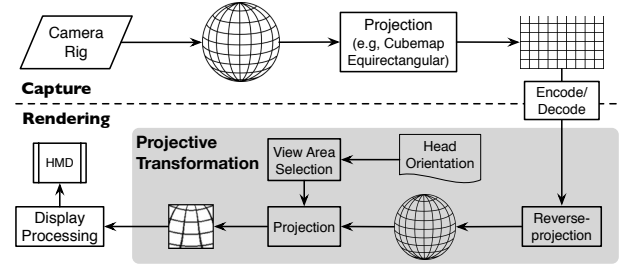 Camera
Rig
Projection
(e.g, Cubemap
Equirectangular)
Capture
Encode/
Decode
Rendering
Projective
Transformation
HMD
View Area
Selection
Head
Orientation
Display
Processing
Projection
Reverse-
projection